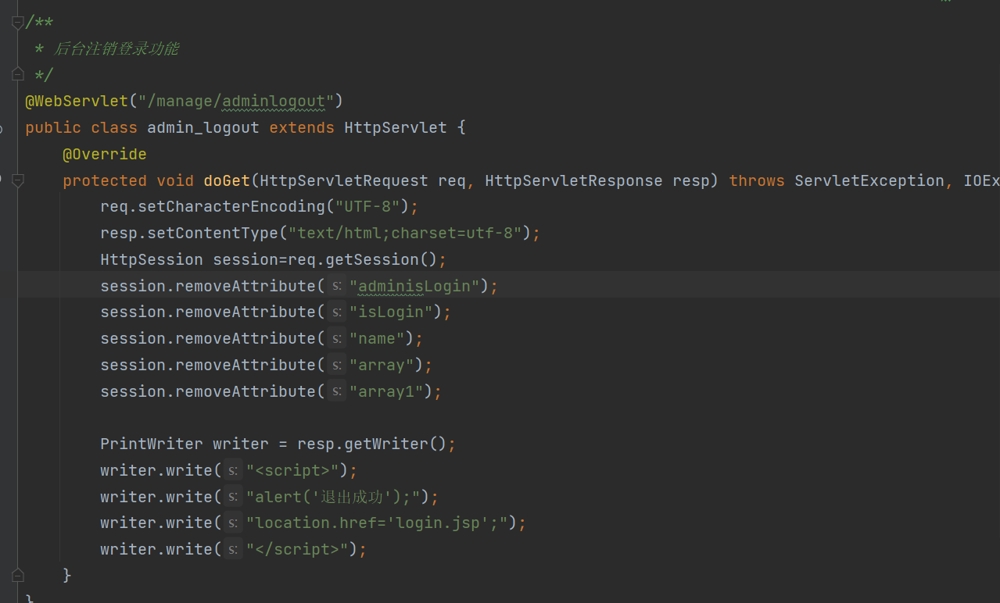 /**
 * 后台注销登录功能
 */
@WebServlet("/manage/adminlogout")
public class admin_logout extends HttpServlet {
    @Override
    protected void doGet(HttpServletRequest req, HttpServletResponse resp) throws ServletException, IOEx
        req.setCharacterEncoding("UTF-8");
        resp.setContentType("text/html;charset=utf-8");
        HttpSession session=req.getSession();
        session.removeAttribute( s: "adminisLogin");
        session.removeAttribute( s: "isLogin");
        session.removeAttribute( s: "name");
        session.removeAttribute( s: "array");
        session.removeAttribute( s: "array1");
        PrintWriter writer = resp.getWriter();
        writer.write( s: "<script>");
        writer.write( s: "alert('退出成功');");
        writer.write( s: "location.href='login.jsp';");
        writer.write( s: "</script>");
    }
}